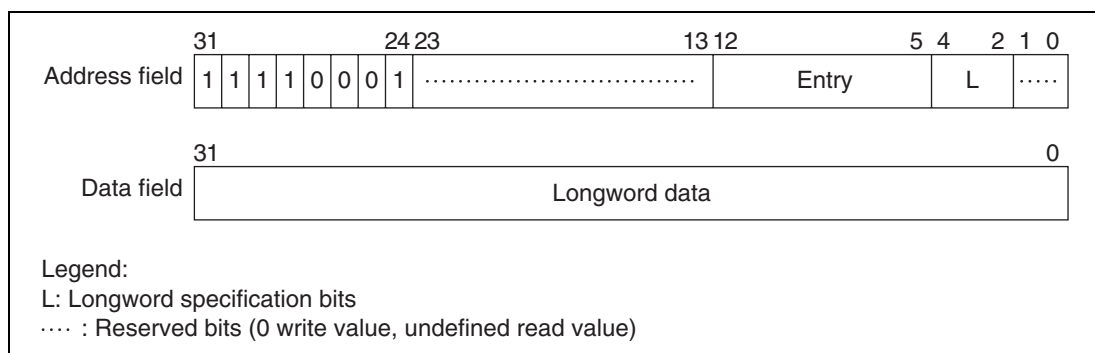 31 24 23 13 12 5 4 2 1 0
Address field 1 1 1 1 0 0 0 1 ································ Entry L ·····
31 0
Data field Longword data
Legend:
L: Longword specification bits
···· : Reserved bits (0 write value, undefined read value)